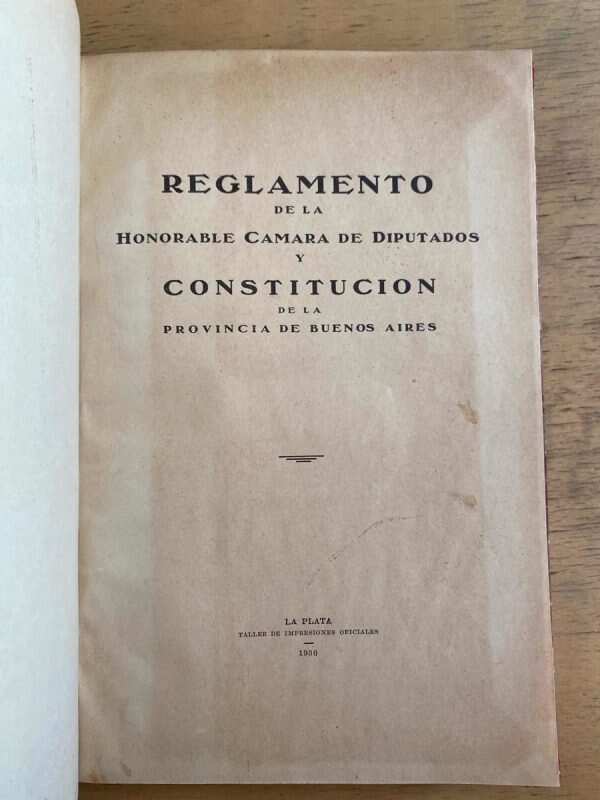 REGLAMENTO
DE LA
HONORABLE CAMARA DE DIPUTADOS
Y
CONSTITUCION
DE LA
PROVINCIA DE BUENOS AIRES
LA PLATA
TALLER DE IMPRESIONES OFICIALES